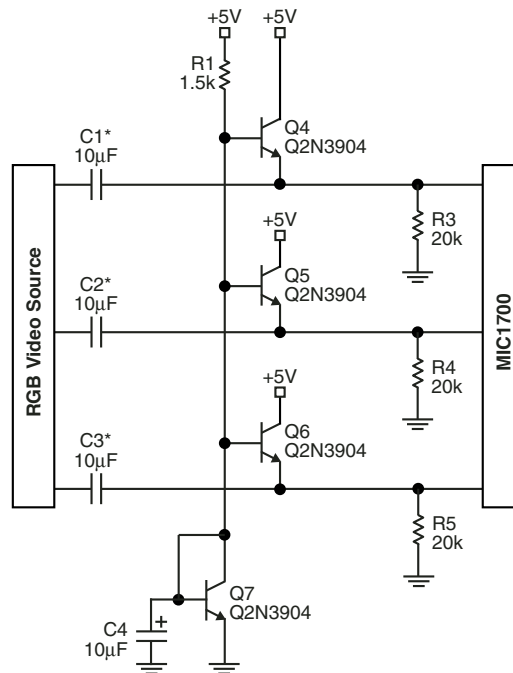 +5V
+5V
R1
1.5k
C1*
10µF
Q4
Q2N3904
R3
20k
+5V
C2*
10µF
Q5
Q2N3904
R4
20k
+5V
C3*
10µF
Q6
Q2N3904
R5
20k
Q7
Q2N3904
C4
+
10µF
RGB Video Source
MIC1700